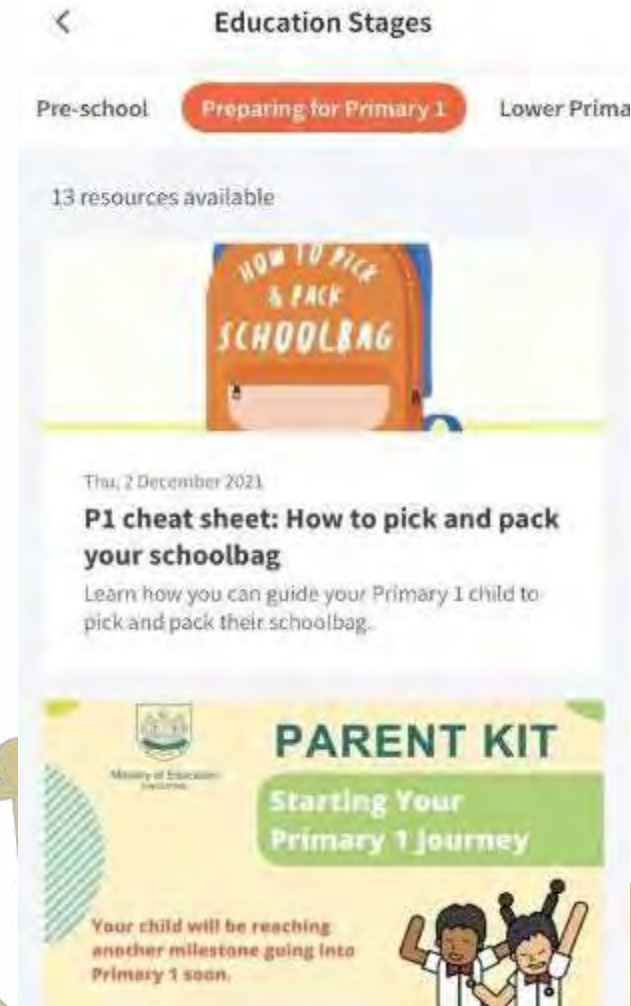 Education Stages
Pre-school Preparing for Primary 1 Lower Prima
13 resources available
HOW TO PICK
& PACK
SCHOOLBAG
Thu, 2 December 2021
P1 cheat sheet: How to pick and pack
your schoolbag
Learn how you can guide your Primary 1 child to
pick and pack their schoolbag.
Ministry of Education
PARENT KIT
Starting Your
Primary 1 Journey
Your child will be reaching
another milestone going into
Primary 1 soon.